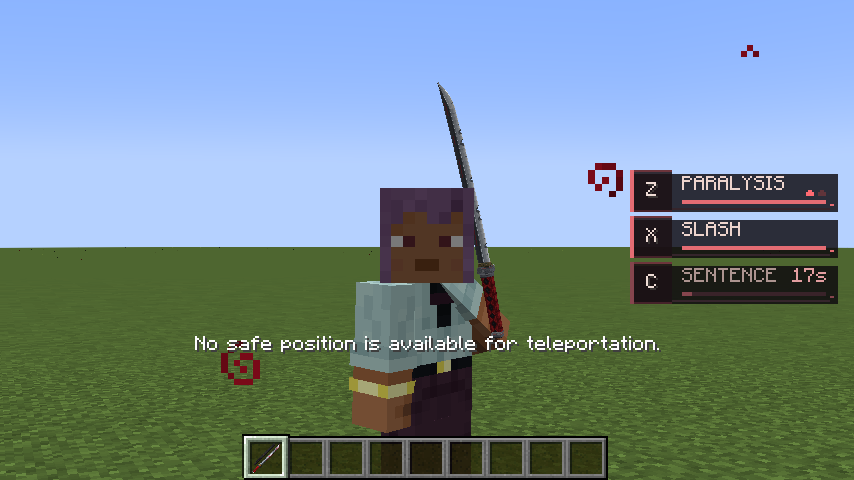 Z PARALYSIS
X SLASH
C SENTENCE 17s
No safe position is available for teleportation.